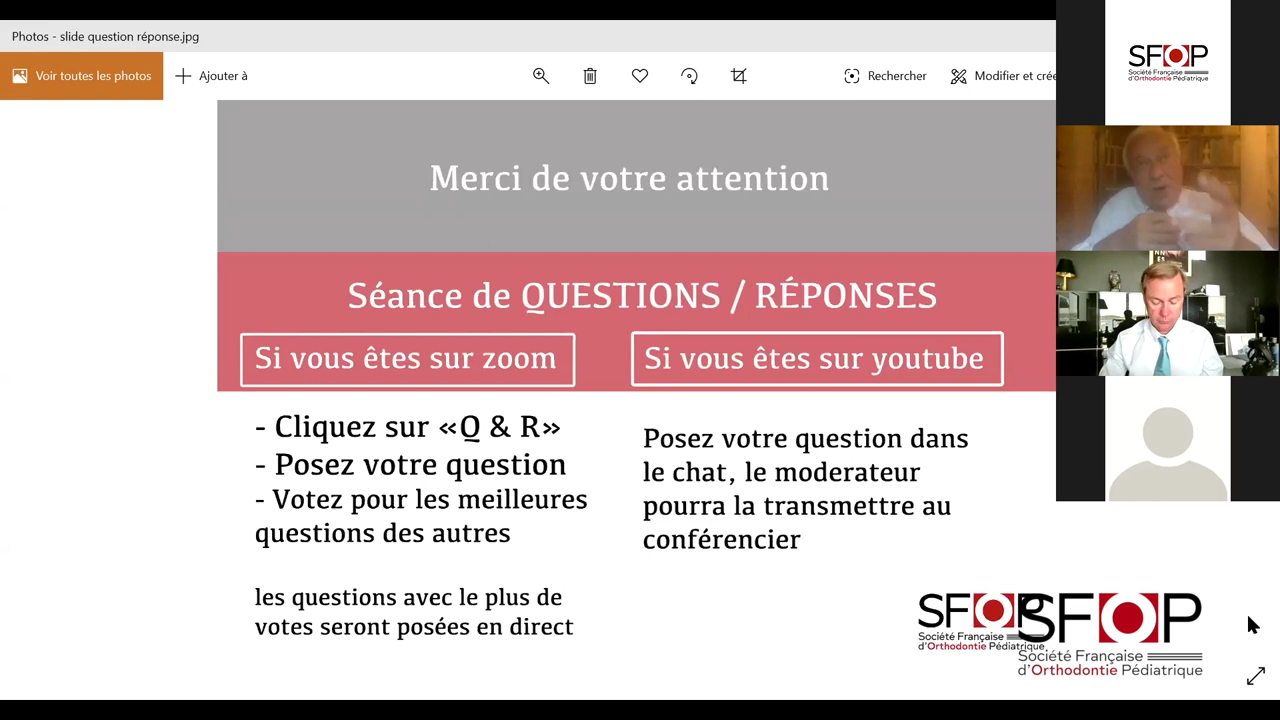 Photos - slide question réponse.jpg
Voir toutes les photos
Ajouter à
Rechercher
Modifier et crée
SFOP
Société Française
d'Orthodontie Pédiatrique
Merci de votre attention
Séance de QUESTIONS / RÉPONSES
Si vous êtes sur zoom
Si vous êtes sur youtube
- Cliquez sur «Q & R»
- Posez votre question
- Votez pour les meilleures
questions des autres
les questions avec le plus de
votes seront posées en direct
Posez votre question dans
le chat, le moderateur
pourra la transmettre au
conférencier
SFOP
Société Française
d'Orthodontie Pédiatrique
SFOP
Société Française
d'Orthodontie Pédiatrique